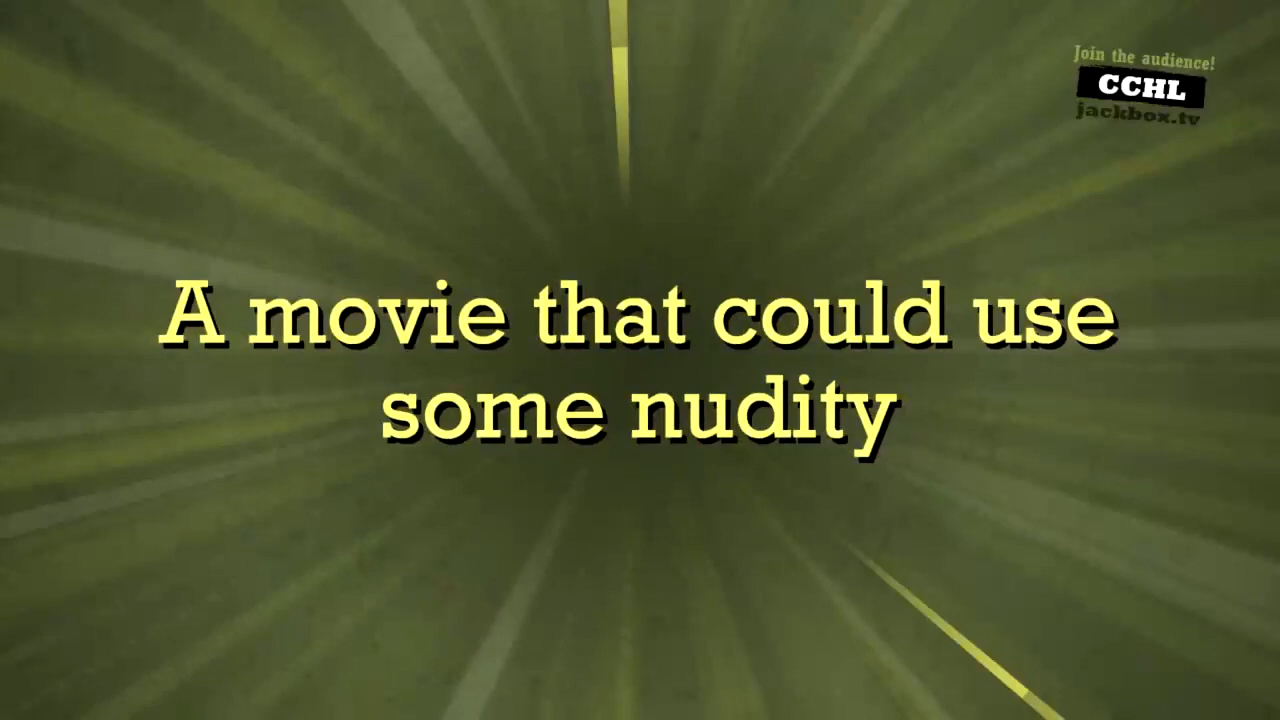 Join the audience!
CCHL
jackbox.tv
A movie that could use
some nudity